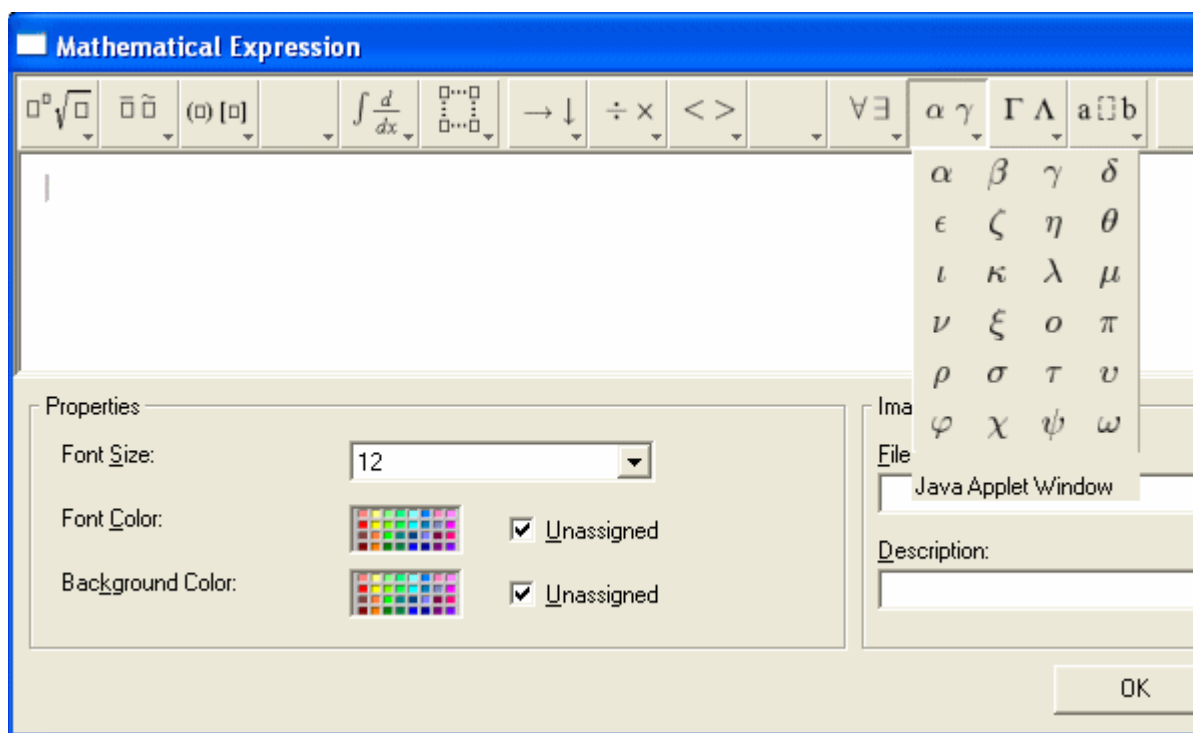 Mathematical Expression
□ √□ □̅ □̃ (□) [□] ∫ d/dx □···□ → ↓ ÷ × < > ∀ ∃ α γ Γ Λ a b
α β γ δ
ϵ ζ η θ
ι κ λ μ
ν ξ ο π
ρ σ τ υ
φ χ ψ ω
Java Applet Window
Properties
Font Size:
12
Font Color:
Unassigned
Background Color:
Unassigned
Ima
File
Description:
OK